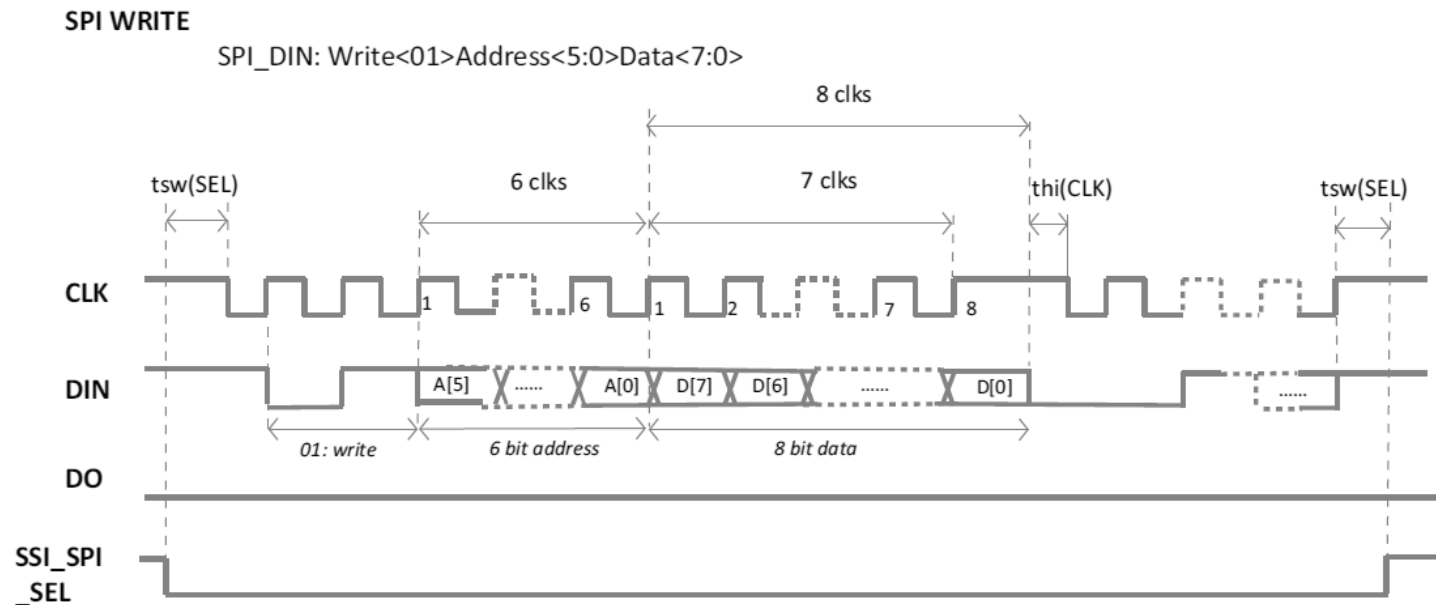 SPI WRITE
SPI_DIN: Write<01>Address<5:0>Data<7:0>
8 clks
tsw(SEL) 6 clks 7 clks thi(CLK) tsw(SEL)
CLK 1 6 1 2 7 8
DIN A[5] ...... A[0] D[7] D[6] ...... D[0] ......
01: write 6 bit address 8 bit data
DO
SSI_SPI
_SEL